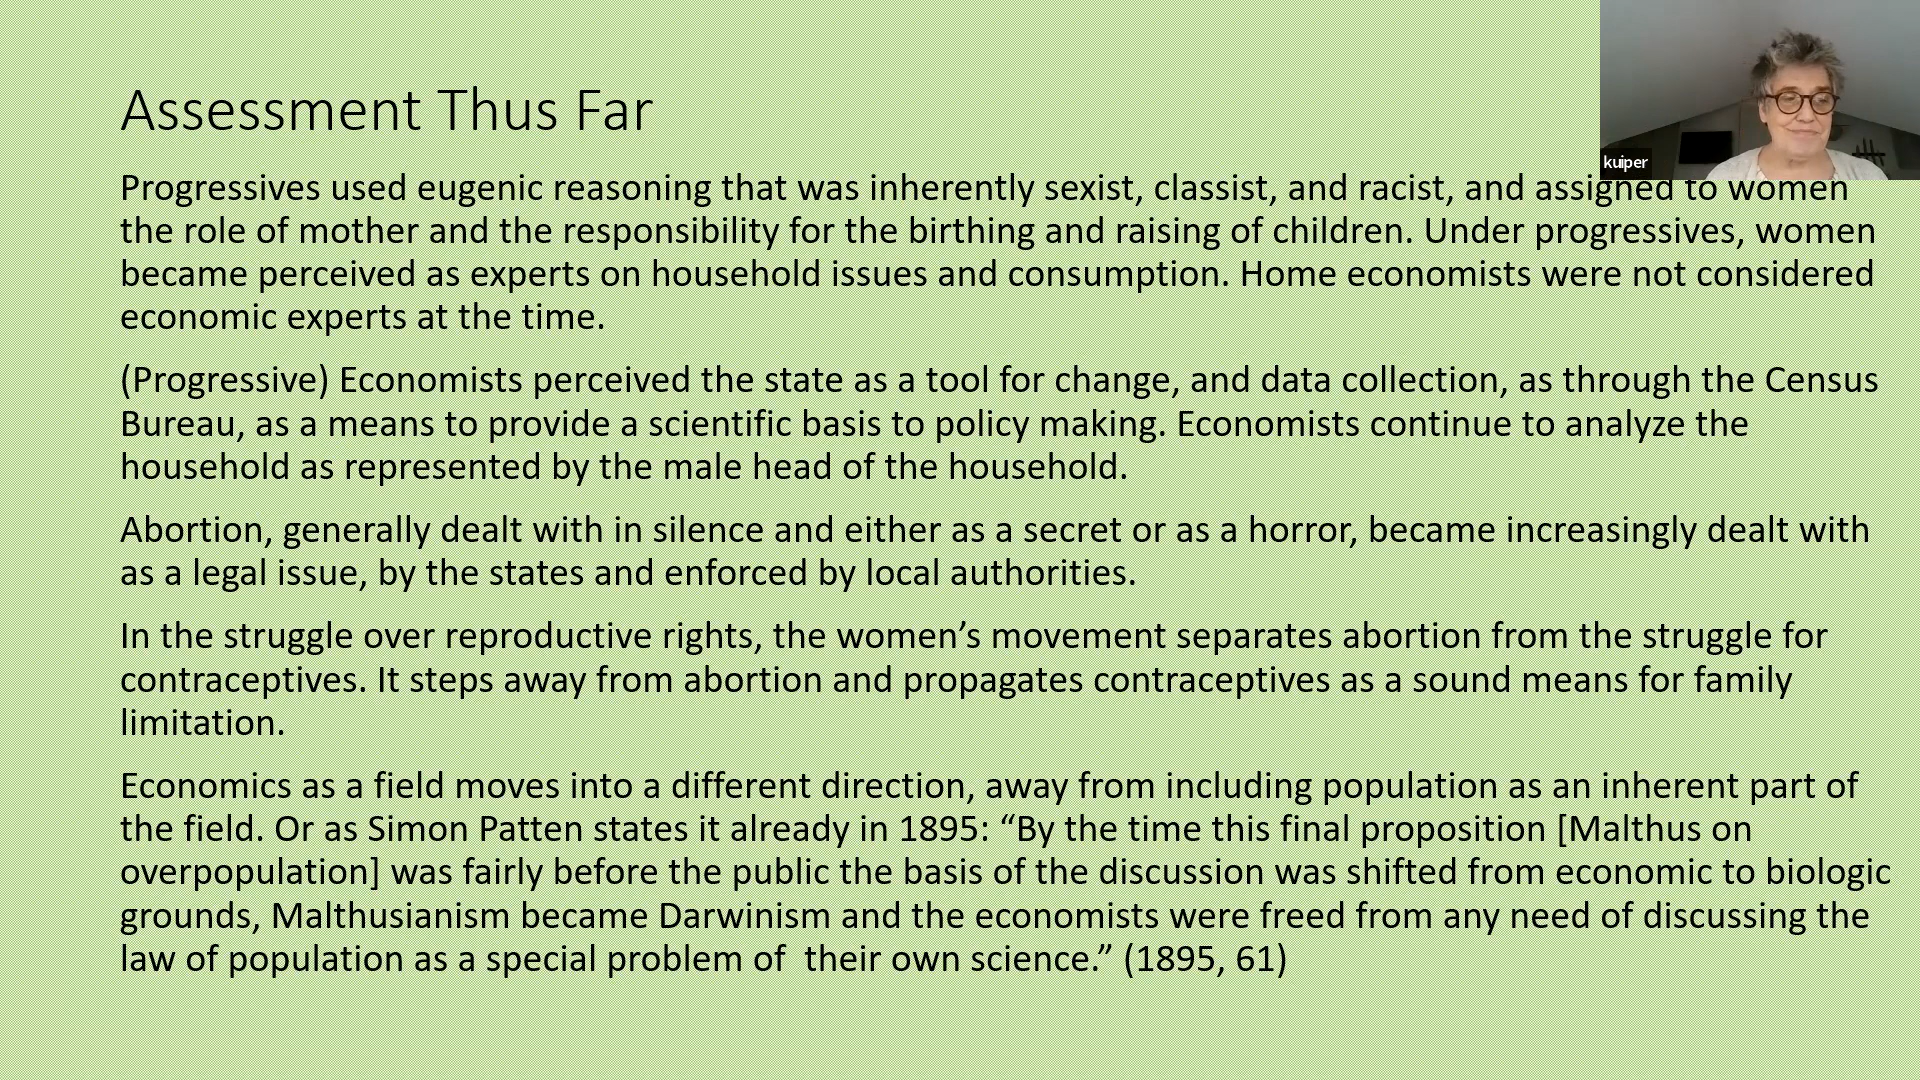 Assessment Thus Far
kuiper
Progressives used eugenic reasoning that was inherently sexist, classist, and racist, and assigned to women
the role of mother and the responsibility for the birthing and raising of children. Under progressives, women
became perceived as experts on household issues and consumption. Home economists were not considered
economic experts at the time.
(Progressive) Economists perceived the state as a tool for change, and data collection, as through the Census
Bureau, as a means to provide a scientific basis to policy making. Economists continue to analyze the
household as represented by the male head of the household.
Abortion, generally dealt with in silence and either as a secret or as a horror, became increasingly dealt with
as a legal issue, by the states and enforced by local authorities.
In the struggle over reproductive rights, the women’s movement separates abortion from the struggle for
contraceptives. It steps away from abortion and propagates contraceptives as a sound means for family
limitation.
Economics as a field moves into a different direction, away from including population as an inherent part of
the field. Or as Simon Patten states it already in 1895: “By the time this final proposition [Malthus on
overpopulation] was fairly before the public the basis of the discussion was shifted from economic to biologic
grounds, Malthusianism became Darwinism and the economists were freed from any need of discussing the
law of population as a special problem of  their own science.” (1895, 61)